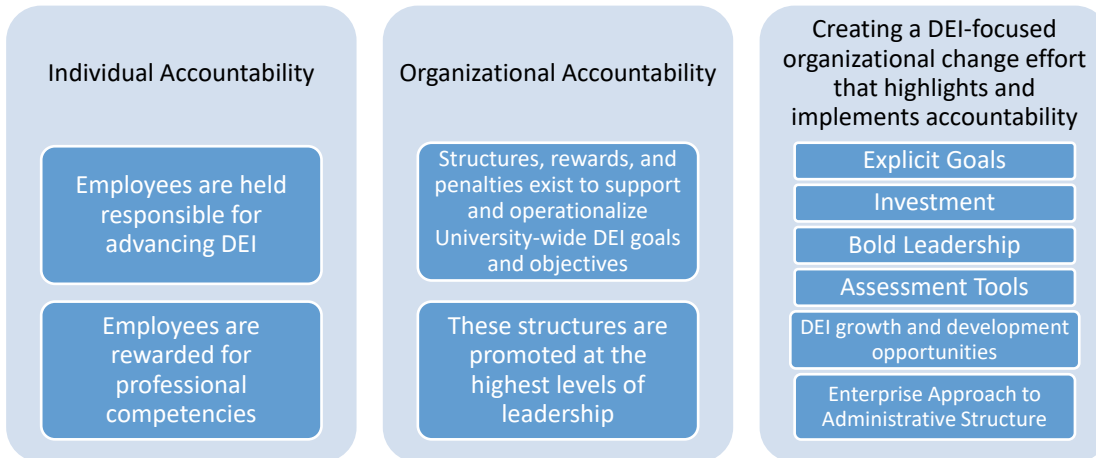 Individual Accountability
Employees are held
responsible for
advancing DEI
Employees are
rewarded for
professional
competencies
Organizational Accountability
Structures, rewards, and
penalties exist to support
and operationalize
University-wide DEI goals
and objectives
These structures are
promoted at the
highest levels of
leadership
Creating a DEI-focused
organizational change effort
that highlights and
implements accountability
Explicit Goals
Investment
Bold Leadership
Assessment Tools
DEI growth and development
opportunities
Enterprise Approach to
Administrative Structure